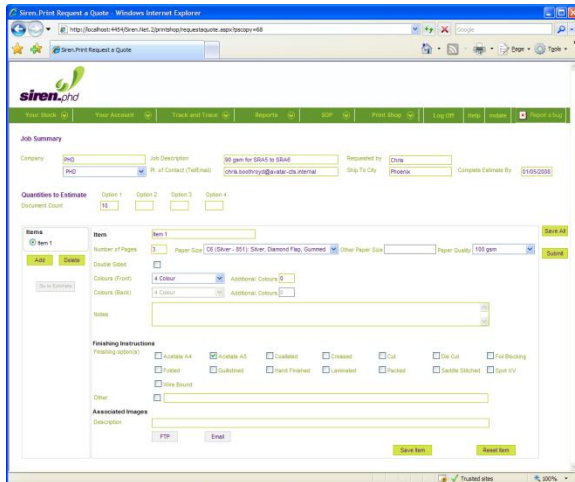 Siren.Print Request a Quote - Windows Internet Explorer
http://localhost:4454/Siren.Net.2/printshop/requestaquote.aspx?pscopy=68
Google
Siren.Print Request a Quote
Page Tools
siren.phd
Your Stock Your Account Track and Trace Reports SOP Print Shop Log Off Help Indate Report a bug
Job Summary
Company PHD Job Description 90 gsm for SRA5 to SRA6 Requested by Chris
PHD Pt. of Contact (Tel/Email) chris.boothroyd@avatar-cts.internal Ship To City Phoenix Complete Estimate By 01/05/2008
Quantities to Estimate Option 1 Option 2 Option 3 Option 4
Document Count 10
Items Item Item 1 Save All
Item 1 Number of Pages 3 Paper Size C6 (Silver - 051): Silver, Diamond Flap, Gummed Other Paper Size Paper Quality 100 gsm Submit
Add Delete Double Sided
Go to Estimate Colours (Front) 4 Colour Additional Colours 0
Colours (Back) 4 Colour Additional Colours 0
Notes
Finishing Instructions
Finishing option(s) Acetate A4 Acetate A5 Coallated Creased Cut Die Cut Foil Blocking
Folded Guillotined Hand Finished Laminated Packed Saddle Stitched Spot UV
Wire Bound
Other
Associated Images
Description
FTP Email
Save Item Reset Item
Trusted sites 100%